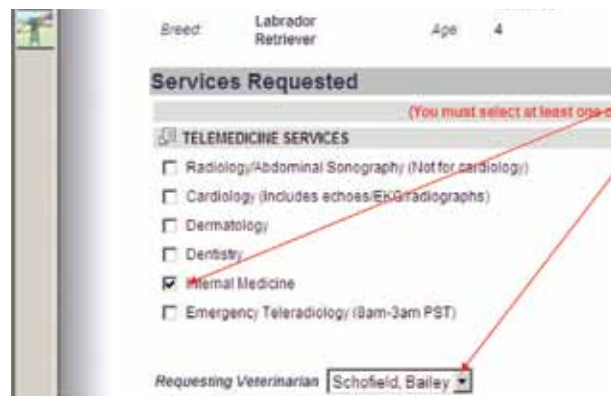 Breed: Labrador Retriever Age: 4
Services Requested
(You must select at least one
TELEMEDICINE SERVICES
Radiology/Abdominal Sonography (Not for cardiology)
Cardiology (includes echoes/EKG/radiographs)
Dermatology
Dentistry
Internal Medicine
Emergency Teleradiology (8am-3am PST)
Requesting Veterinarian Schofield, Bailey